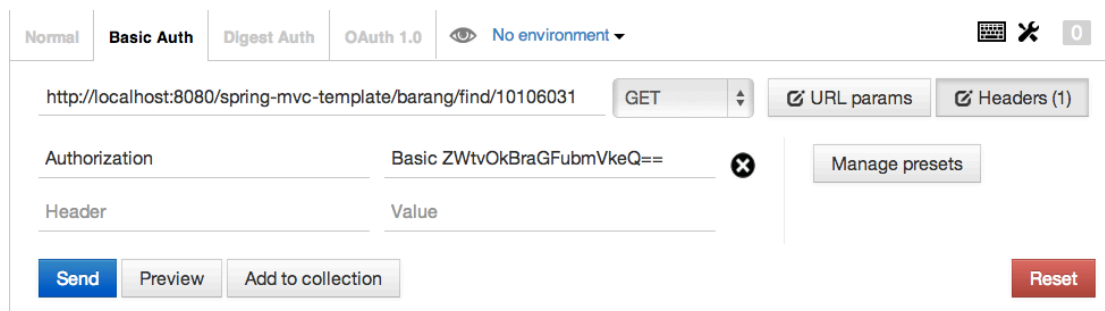 Normal Basic Auth Digest Auth OAuth 1.0 No environment 0
http://localhost:8080/spring-mvc-template/barang/find/10106031 GET URL params Headers (1)
Authorization Basic ZWtvOkBraGFubmVkeQ== Manage presets
Header Value
Send Preview Add to collection Reset